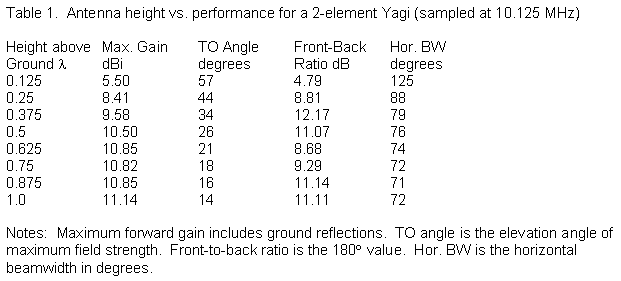 Table 1. Antenna height vs. performance for a 2-element Yagi (sampled at 10.125 MHz)
Height above Max. Gain TO Angle Front-Back Hor. BW
Ground λ dBi degrees Ratio dB degrees
0.125 5.50 57 4.79 125
0.25 8.41 44 8.81 88
0.375 9.58 34 12.17 79
0.5 10.50 26 11.07 76
0.625 10.85 21 8.68 74
0.75 10.82 18 9.29 72
0.875 10.85 16 11.14 71
1.0 11.14 14 11.11 72
Notes: Maximum forward gain includes ground reflections. TO angle is the elevation angle of
maximum field strength. Front-to-back ratio is the 180º value. Hor. BW is the horizontal
beamwidth in degrees.